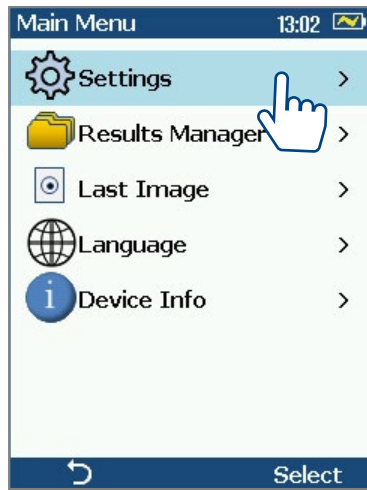 Main Menu 13:02
Settings >
Results Manager >
Last Image >
Language >
i Device Info >
Select